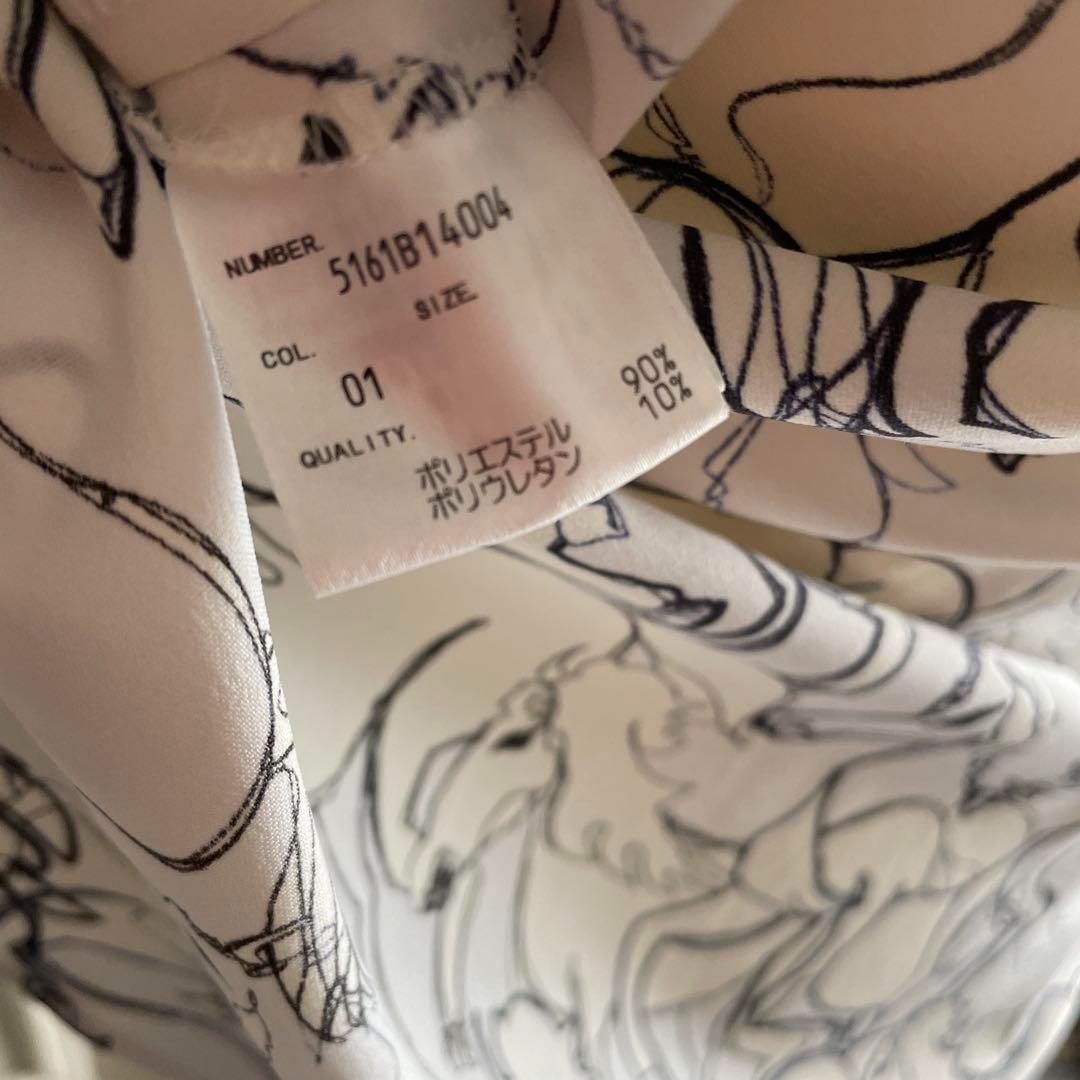 NUMBER. 5161B14004
SIZE.
COL.
01
QUALITY.
ポリエステル 90%
ポリウレタン 10%